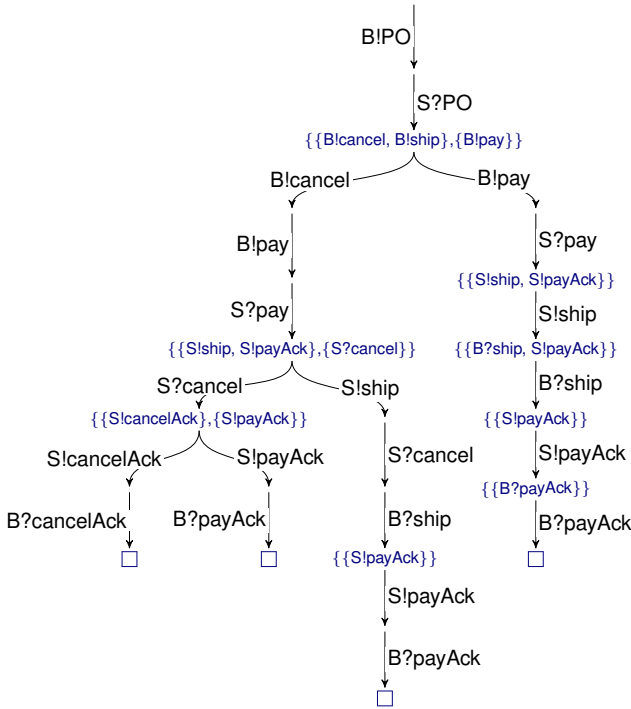 B!PO
S?PO
{{B!cancel, B!ship},{B!pay}}
B!cancel
B!pay
B!pay
S?pay
{{S!ship, S!payAck}}
S?pay
S!ship
{{S!ship, S!payAck},{S?cancel}}
{{B?ship, S!payAck}}
S?cancel
S!ship
B?ship
{{S!cancelAck},{S!payAck}}
{{S!payAck}}
S!cancelAck
S!payAck
S?cancel
S!payAck
{{B?payAck}}
B?cancelAck
B?payAck
B?ship
B?payAck
{{S!payAck}}
S!payAck
B?payAck